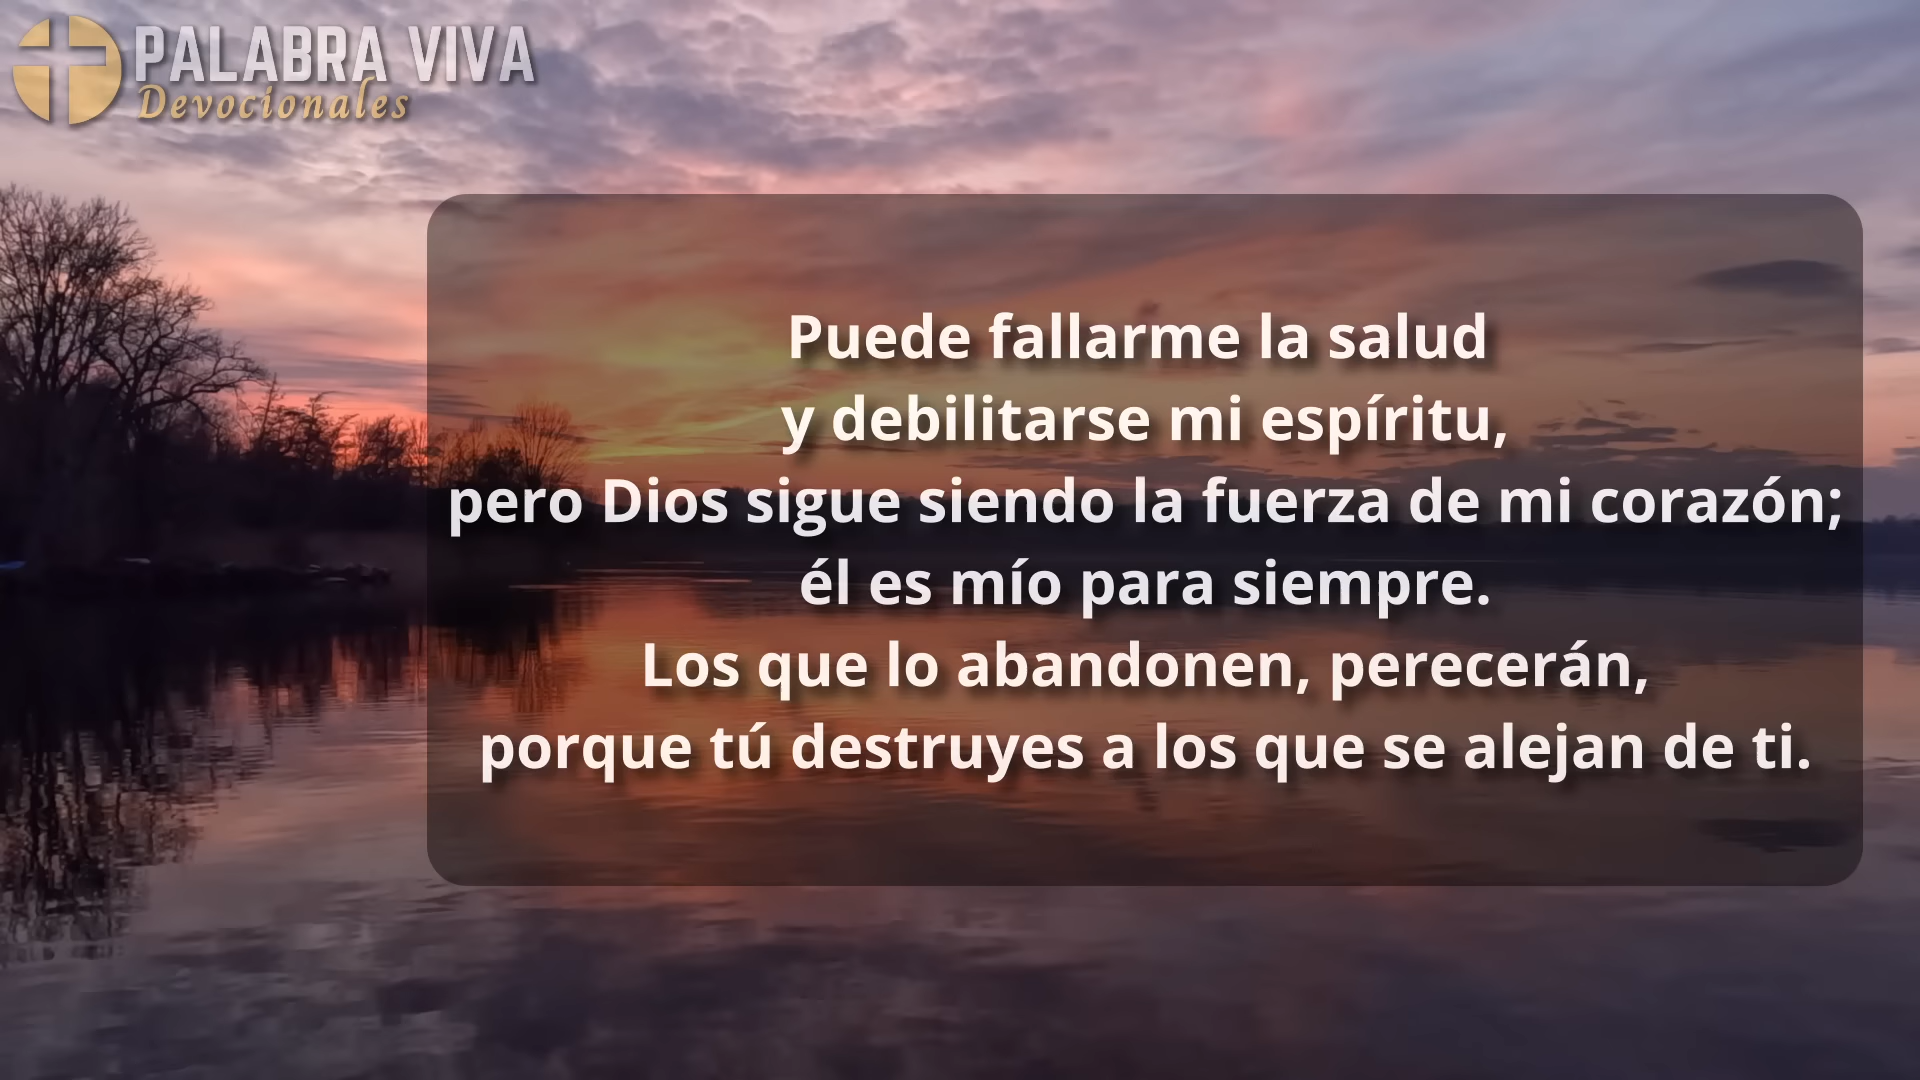 PALABRA VIVA
Devocionales
Puede fallarme la salud
y debilitarse mi espíritu,
pero Dios sigue siendo la fuerza de mi corazón;
él es mío para siempre.
Los que lo abandonen, perecerán,
porque tú destruyes a los que se alejan de ti.